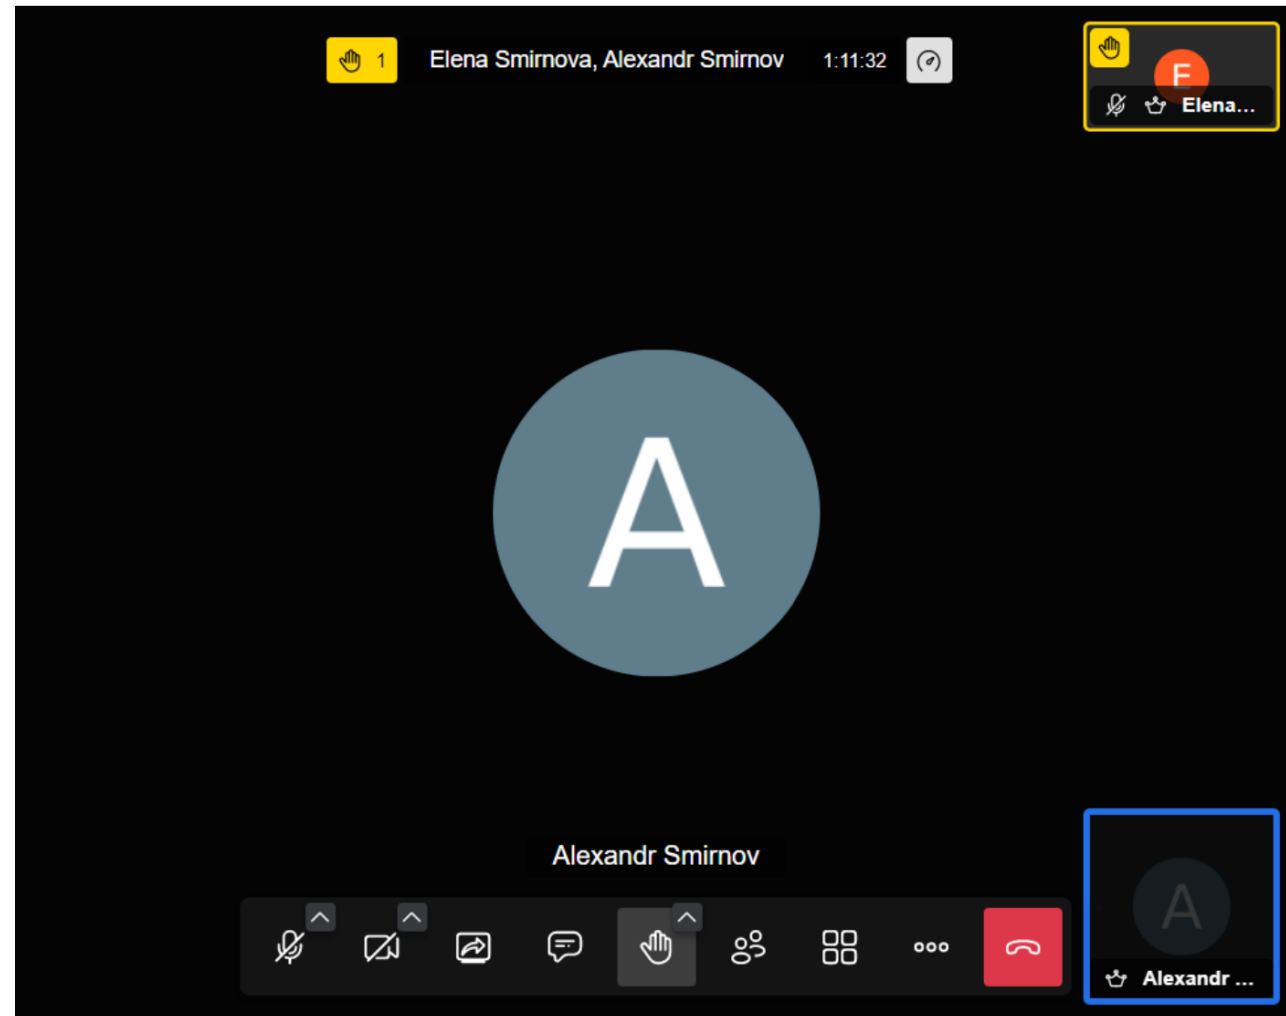 1 Elena Smirnova, Alexandr Smirnov 1:11:32
E
Elena...
A
Alexandr Smirnov
A
Alexandr ...